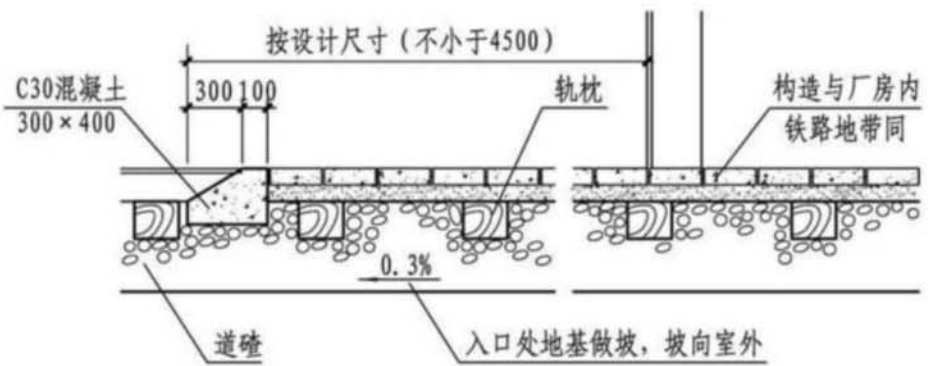 按设计尺寸（不小于4500）
C30混凝土
300×400
300
100
轨枕
构造与厂房内
铁路地带同
0.3%
道碴
入口处地基做坡，坡向室外